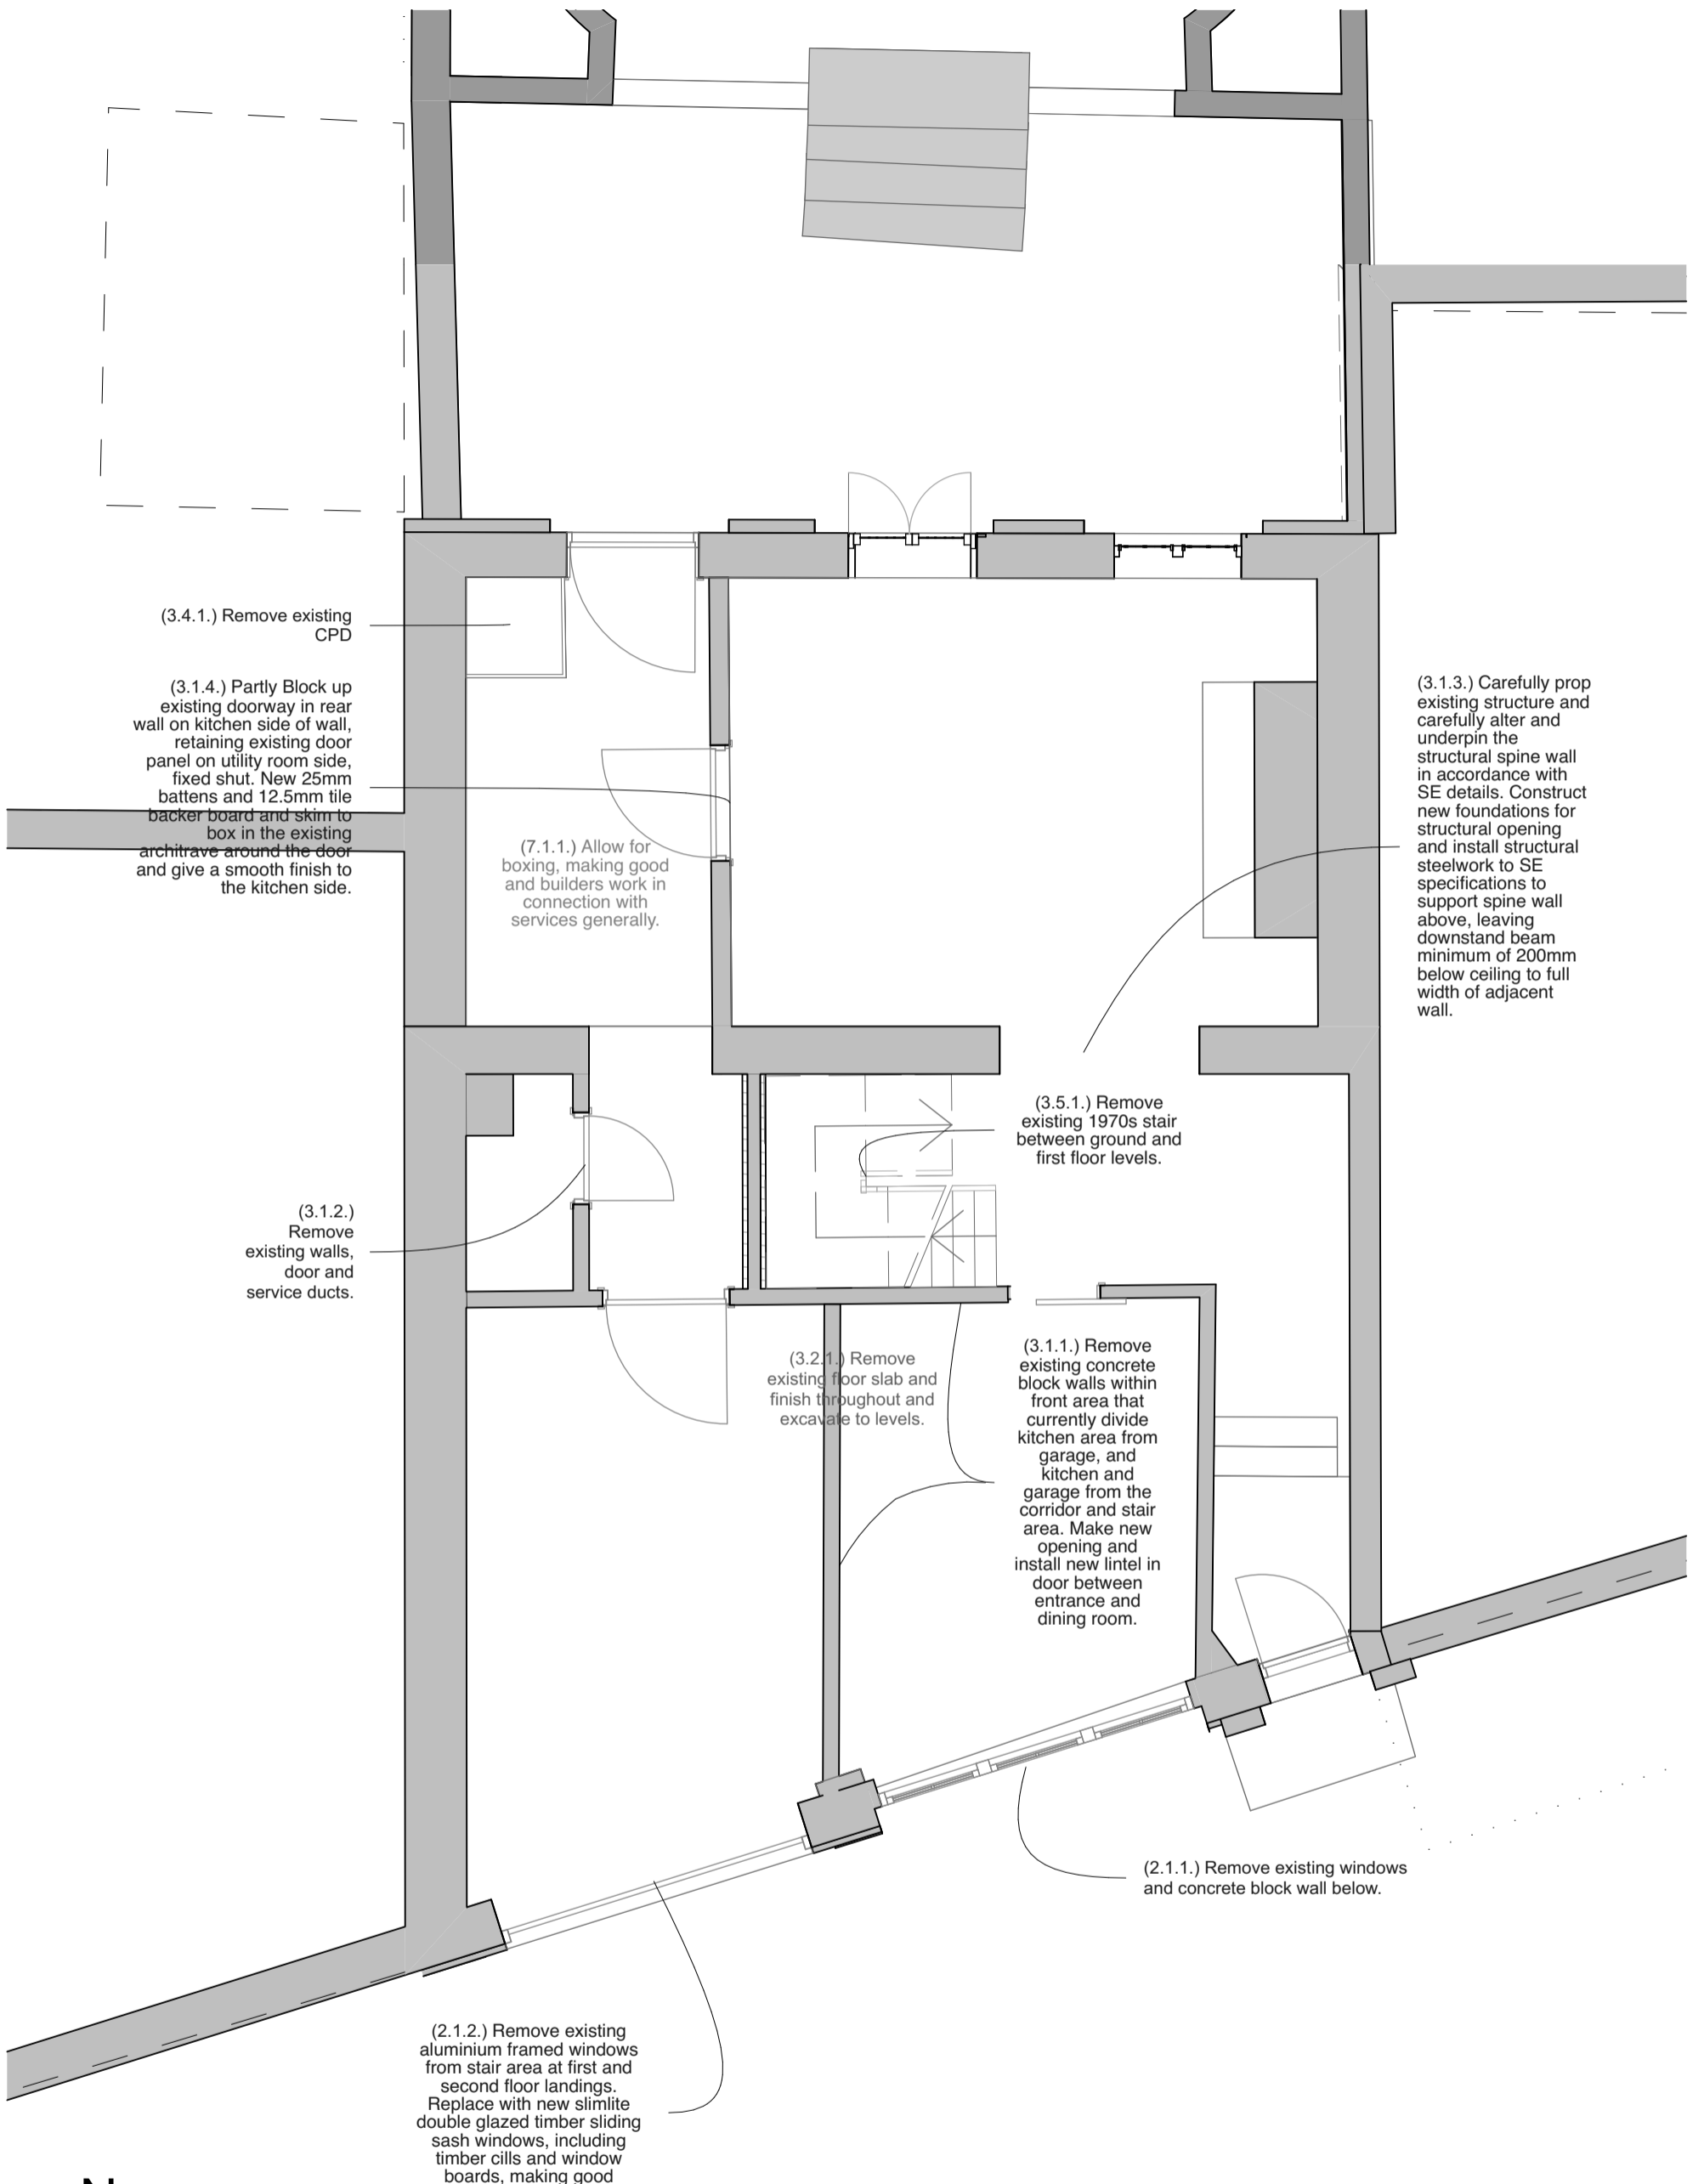 (3.4.1.) Remove existing
CPD
(3.1.4.) Partly Block up
existing doorway in rear
wall on kitchen side of wall,
retaining existing door
panel on utility room side,
fixed shut. New 25mm
battens and 12.5mm tile
backer board and skim to
box in the existing
architrave around the door
and give a smooth finish to
the kitchen side.
(7.1.1.) Allow for
boxing, making good
and builders work in
connection with
services generally.
(3.1.3.) Carefully prop
existing structure and
carefully alter and
underpin the
structural spine wall
in accordance with
SE details. Construct
new foundations for
structural opening
and install structural
steelwork to SE
specifications to
support spine wall
above, leaving
downstand beam
minimum of 200mm
below ceiling to full
width of adjacent
wall.
(3.5.1.) Remove
existing 1970s stair
between ground and
first floor levels.
(3.1.2.)
Remove
existing walls,
door and
service ducts.
(3.2.1.) Remove
existing floor slab and
finish throughout and
excavate to levels.
(3.1.1.) Remove
existing concrete
block walls within
front area that
currently divide
kitchen area from
garage, and
kitchen and
garage from the
corridor and stair
area. Make new
opening and
install new lintel in
door between
entrance and
dining room.
(2.1.1.) Remove existing windows
and concrete block wall below.
(2.1.2.) Remove existing
aluminium framed windows
from stair area at first and
second floor landings.
Replace with new slimlite
double glazed timber sliding
sash windows, including
timber cills and window
boards, making good